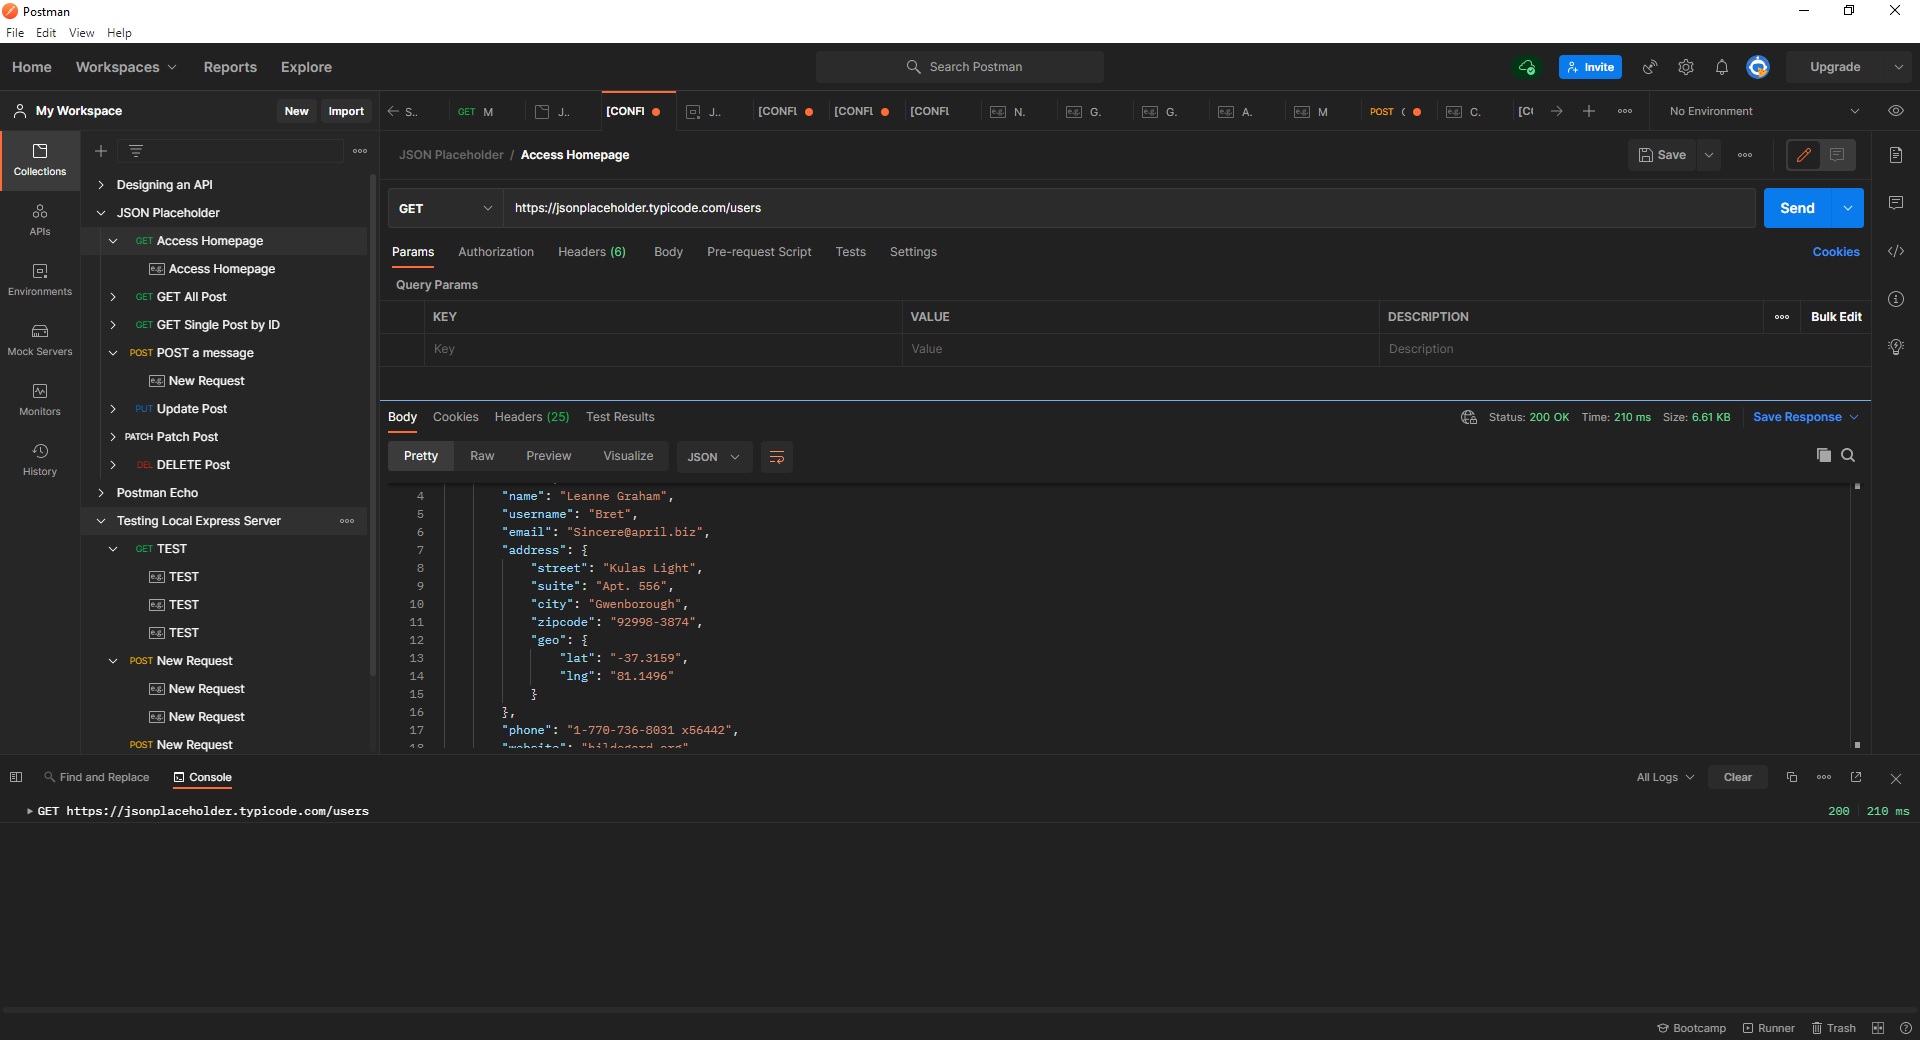 Postman
File Edit View Help
Home Workspaces Reports Explore
Search Postman
Invite
Upgrade
My Workspace
New Import
S..
GET M
J..
[CONFL
J..
[CONFL
[CONFL
[CONFL
e.g. N.
e.g. G.
e.g. G.
e.g. A.
e.g. M
POST
e.g. C.
No Environment
Collections
APIs
Environments
Mock Servers
Monitors
History
Designing an API
JSON Placeholder
GET Access Homepage
e.g. Access Homepage
GET GET All Post
GET GET Single Post by ID
POST POST a message
e.g. New Request
PUT Update Post
PATCH Patch Post
DEL DELETE Post
Postman Echo
Testing Local Express Server
GET TEST
e.g. TEST
e.g. TEST
e.g. TEST
POST New Request
e.g. New Request
e.g. New Request
POST New Request
JSON Placeholder / Access Homepage
Save
GET https://jsonplaceholder.typicode.com/users
Send
Params Authorization Headers (6) Body Pre-request Script Tests Settings Cookies
Query Params
KEY VALUE DESCRIPTION Bulk Edit
Key Value Description
Body Cookies Headers (25) Test Results
Status: 200 OK Time: 210 ms Size: 6.61 KB Save Response
Pretty Raw Preview Visualize JSON
4 "name": "Leanne Graham",
5 "username": "Bret",
6 "email": "Sincere@april.biz",
7 "address": {
8 "street": "Kulas Light",
9 "suite": "Apt. 556",
10 "city": "Gwenborough",
11 "zipcode": "92998-3874",
12 "geo": {
13 "lat": "-37.3159",
14 "lng": "81.1496"
15 }
16 },
17 "phone": "1-770-736-8031 x56442",
18 "website": "hildegard.org"
Find and Replace Console
All Logs Clear
GET https://jsonplaceholder.typicode.com/users
200 210 ms
Bootcamp Runner Trash